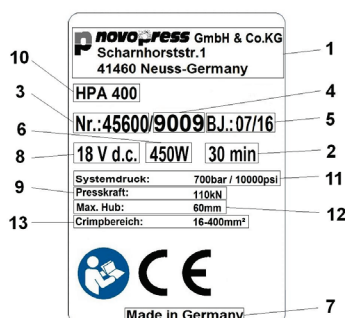 novopress GmbH & Co.KG
Scharnhorststr.1
41460 Neuss-Germany
1
10
HPA 400
4
3
Nr.:45600/9009 BJ.: 07/16
5
6
8
18 V d.c. 450W 30 min
2
Systemdruck: 700bar / 10000psi
11
9
Presskraft: 110kN
Max. Hub: 60mm
12
13
Crimpbereich: 16-400mm²
CE
Made in Germany
7